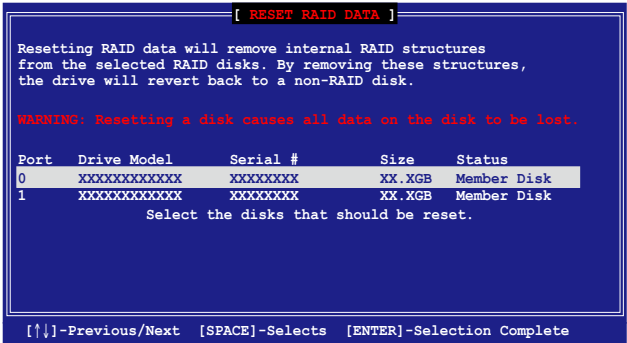 [ RESET RAID DATA ]
Resetting RAID data will remove internal RAID structures
from the selected RAID disks. By removing these structures,
the drive will revert back to a non-RAID disk.
WARNING: Resetting a disk causes all data on the disk to be lost.
Port Drive Model Serial # Size Status
0 XXXXXXXXXXXX XXXXXXXX XX.XGB Member Disk
1 XXXXXXXXXXXX XXXXXXXX XX.XGB Member Disk
Select the disks that should be reset.
[↑↓]-Previous/Next [SPACE]-Selects [ENTER]-Selection Complete